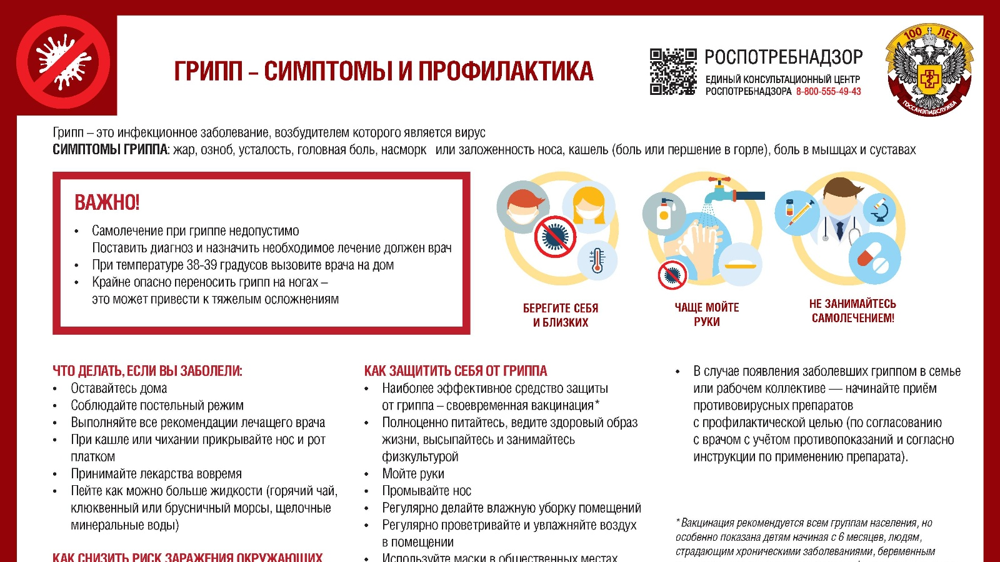 ГРИПП – СИМПТОМЫ И ПРОФИЛАКТИКА
РОСПОТРЕБНАДЗОР
ЕДИНЫЙ КОНСУЛЬТАЦИОННЫЙ ЦЕНТР
РОСПОТРЕБНАДЗОРА 8-800-555-49-43
100 ЛЕТ
ГОССАНЭПИДСЛУЖБА
Грипп – это инфекционное заболевание, возбудителем которого является вирус
СИМПТОМЫ ГРИППА: жар, озноб, усталость, головная боль, насморк или заложенность носа, кашель (боль или першение в горле), боль в мышцах и суставах
ВАЖНО!
• Самолечение при гриппе недопустимо
Поставить диагноз и назначить необходимое лечение должен врач
• При температуре 38-39 градусов вызовите врача на дом
• Крайне опасно переносить грипп на ногах –
это может привести к тяжелым осложнениям
БЕРЕГИТЕ СЕБЯ
И БЛИЗКИХ
ЧАЩЕ МОЙТЕ
РУКИ
НЕ ЗАНИМАЙТЕСЬ
САМОЛЕЧЕНИЕМ!
ЧТО ДЕЛАТЬ, ЕСЛИ ВЫ ЗАБОЛЕЛИ:
• Оставайтесь дома
• Соблюдайте постельный режим
• Выполняйте все рекомендации лечащего врача
• При кашле или чихании прикрывайте нос и рот
платком
• Принимайте лекарства вовремя
• Пейте как можно больше жидкости (горячий чай,
клюквенный или брусничный морсы, щелочные
минеральные воды)
КАК СНИЗИТЬ РИСК ЗАРАЖЕНИЯ ОКРУЖАЮЩИХ
КАК ЗАЩИТИТЬ СЕБЯ ОТ ГРИППА
• Наиболее эффективное средство защиты
от гриппа – своевременная вакцинация*
• Полноценно питайтесь, ведите здоровый образ
жизни, высыпайтесь и занимайтесь
физкультурой
• Мойте руки
• Промывайте нос
• Регулярно делайте влажную уборку помещений
• Регулярно проветривайте и увлажняйте воздух
в помещении
• Используйте маски в общественных местах
• В случае появления заболевших гриппом в семье
или рабочем коллективе — начинайте приём
противовирусных препаратов
с профилактической целью (по согласованию
с врачом с учётом противопоказаний и согласно
инструкции по применению препарата).
*Вакцинация рекомендуется всем группам населения, но
особенно показана детям начиная с 6 месяцев, людям,
страдающим хроническими заболеваниями, беременным